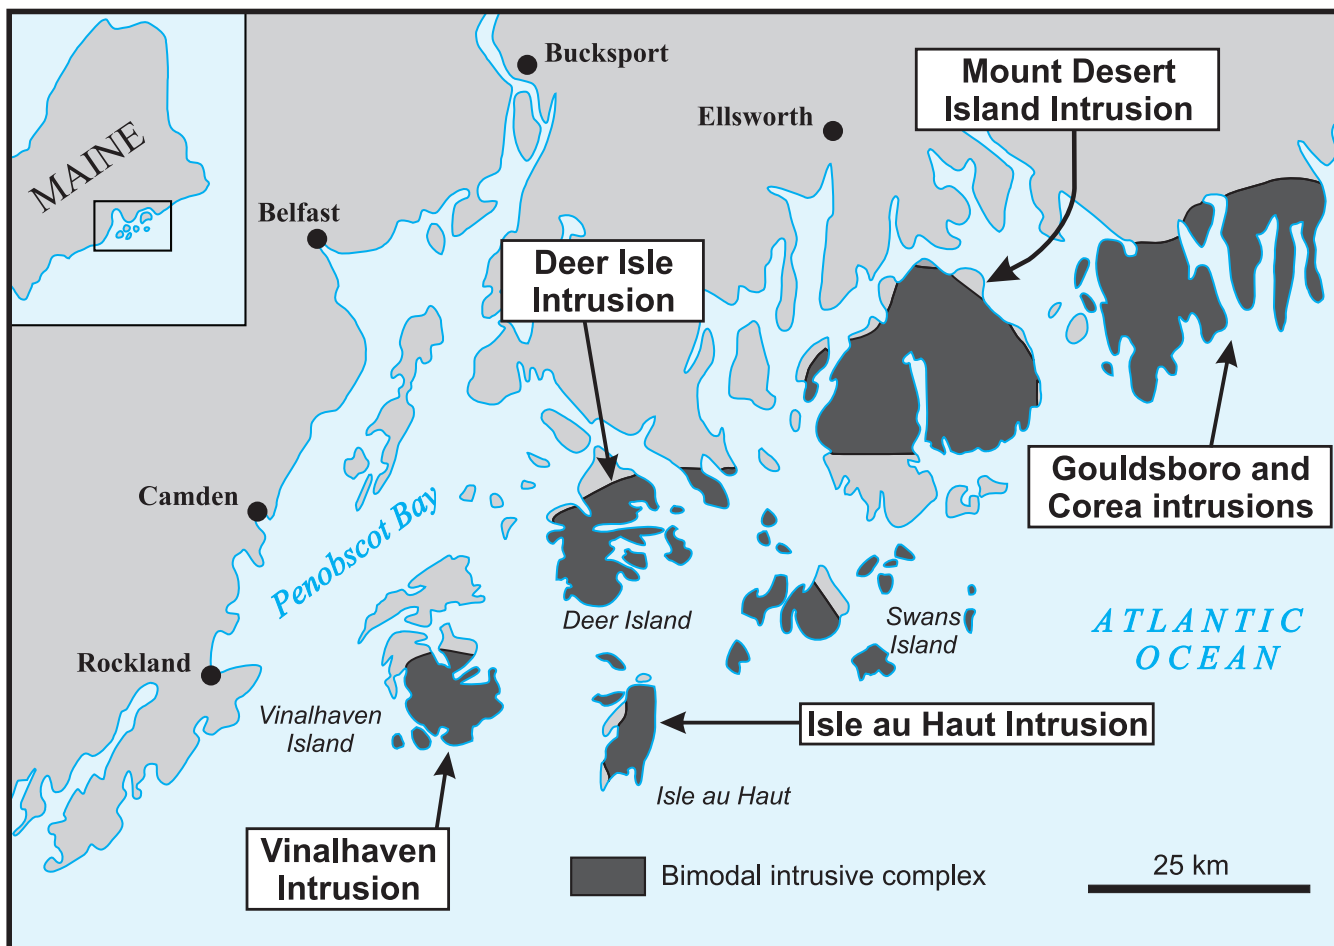 MAINE
Bucksport
Mount Desert
Island Intrusion
Ellsworth
Belfast
Deer Isle
Intrusion
Gouldsboro and
Corea intrusions
Camden
Penobscot Bay
Deer Island
Swans
Island
ATLANTIC
OCEAN
Rockland
Vinalhaven
Island
Isle au Haut Intrusion
Isle au Haut
Vinalhaven
Intrusion
Bimodal intrusive complex
25 km